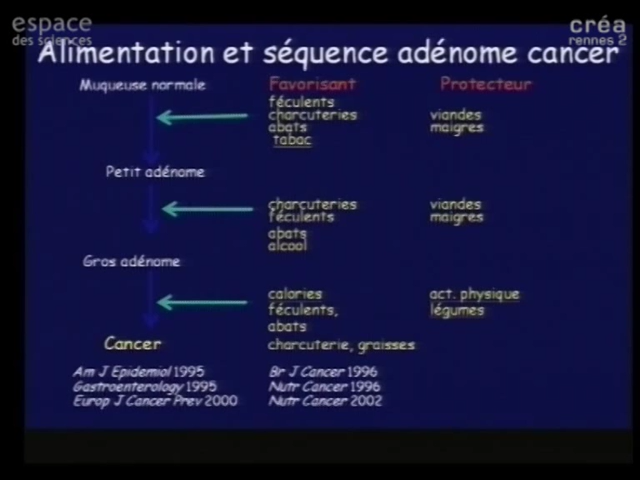 espace
des sciences
créa
rennes 2
Alimentation et séquence adénome cancer
Muqueuse normale
Favorisant
Protecteur
féculents
charcuteries
abats
tabac
viandes
maigres
Petit adénome
charcuteries
féculents
abats
alcool
viandes
maigres
Gros adénome
calories
féculents,
abats
charcuterie, graisses
act. physique
légumes
Cancer
Am J Epidemiol 1995
Gastroenterology 1995
Europ J Cancer Prev 2000
Br J Cancer 1996
Nutr Cancer 1996
Nutr Cancer 2002